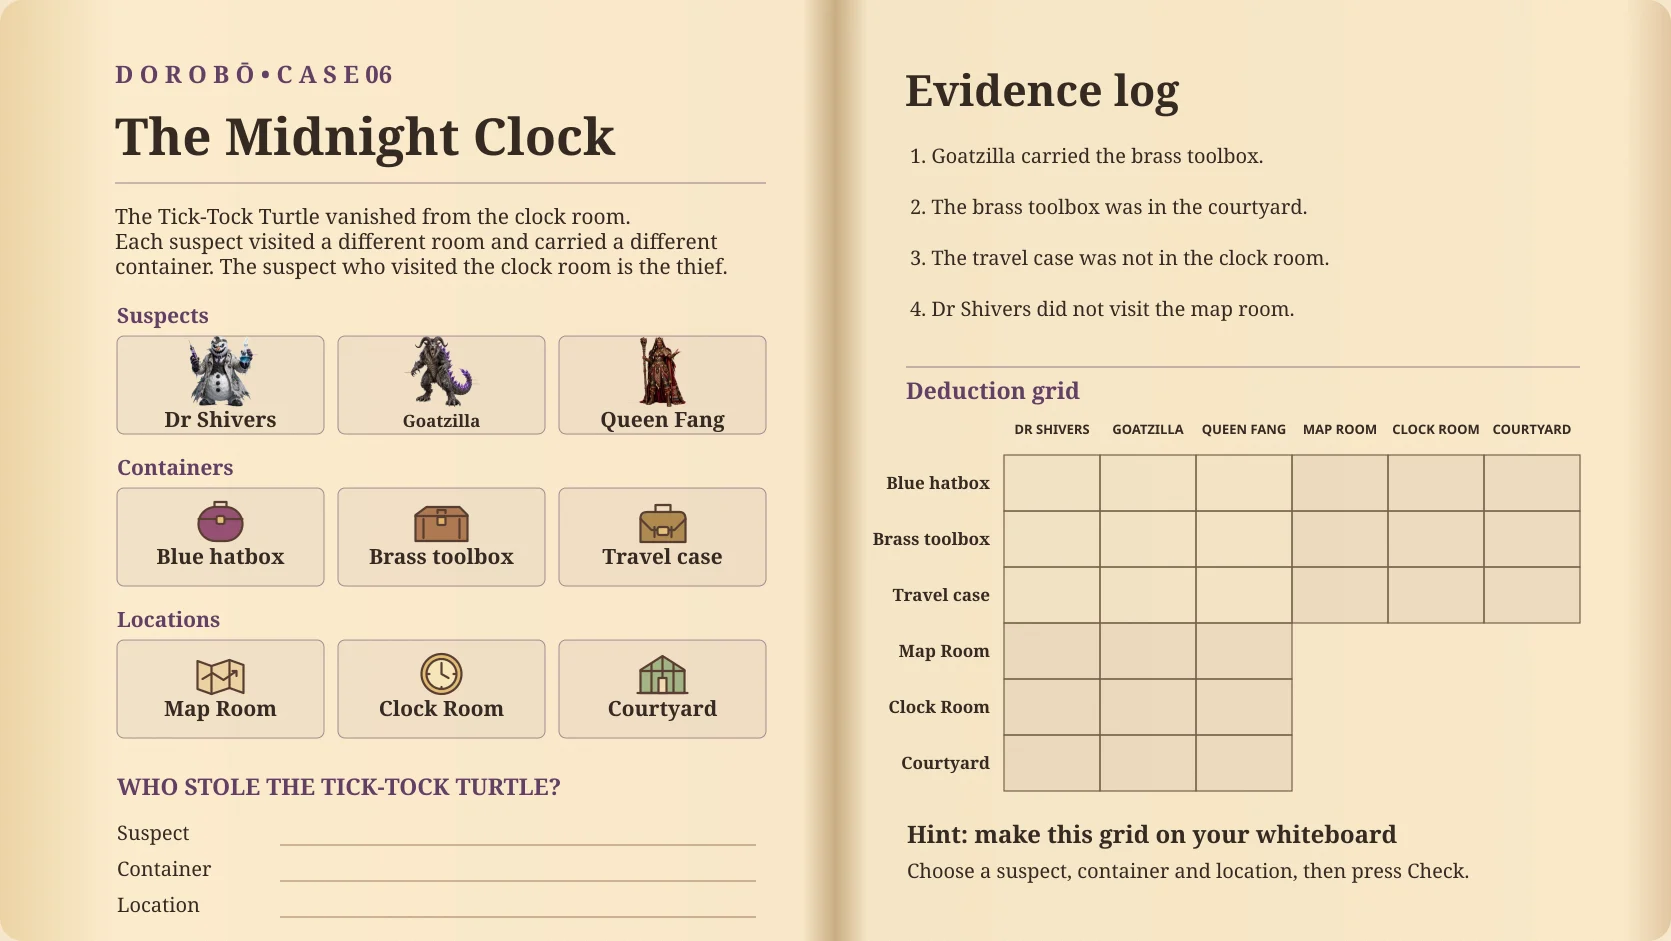 DOROBŌ • CASE 06
The Midnight Clock
The Tick-Tock Turtle vanished from the clock room.
Each suspect visited a different room and carried a different
container. The suspect who visited the clock room is the thief.
Suspects
Dr Shivers
Goatzilla
Queen Fang
Containers
Blue hatbox
Brass toolbox
Travel case
Locations
Map Room
Clock Room
Courtyard
WHO STOLE THE TICK-TOCK TURTLE?
Suspect
Container
Location
Evidence log
1. Goatzilla carried the brass toolbox.
2. The brass toolbox was in the courtyard.
3. The travel case was not in the clock room.
4. Dr Shivers did not visit the map room.
Deduction grid
DR SHIVERS GOATZILLA QUEEN FANG MAP ROOM CLOCK ROOM COURTYARD
Blue hatbox
Brass toolbox
Travel case
Map Room
Clock Room
Courtyard
Hint: make this grid on your whiteboard
Choose a suspect, container and location, then press Check.